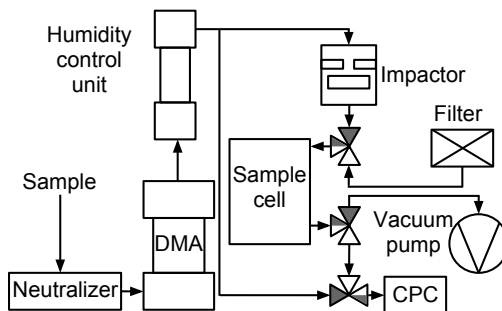 Humidity
control
unit
Impactor
Filter
Sample
Sample
cell
DMA
Vacuum
pump
Neutralizer
CPC